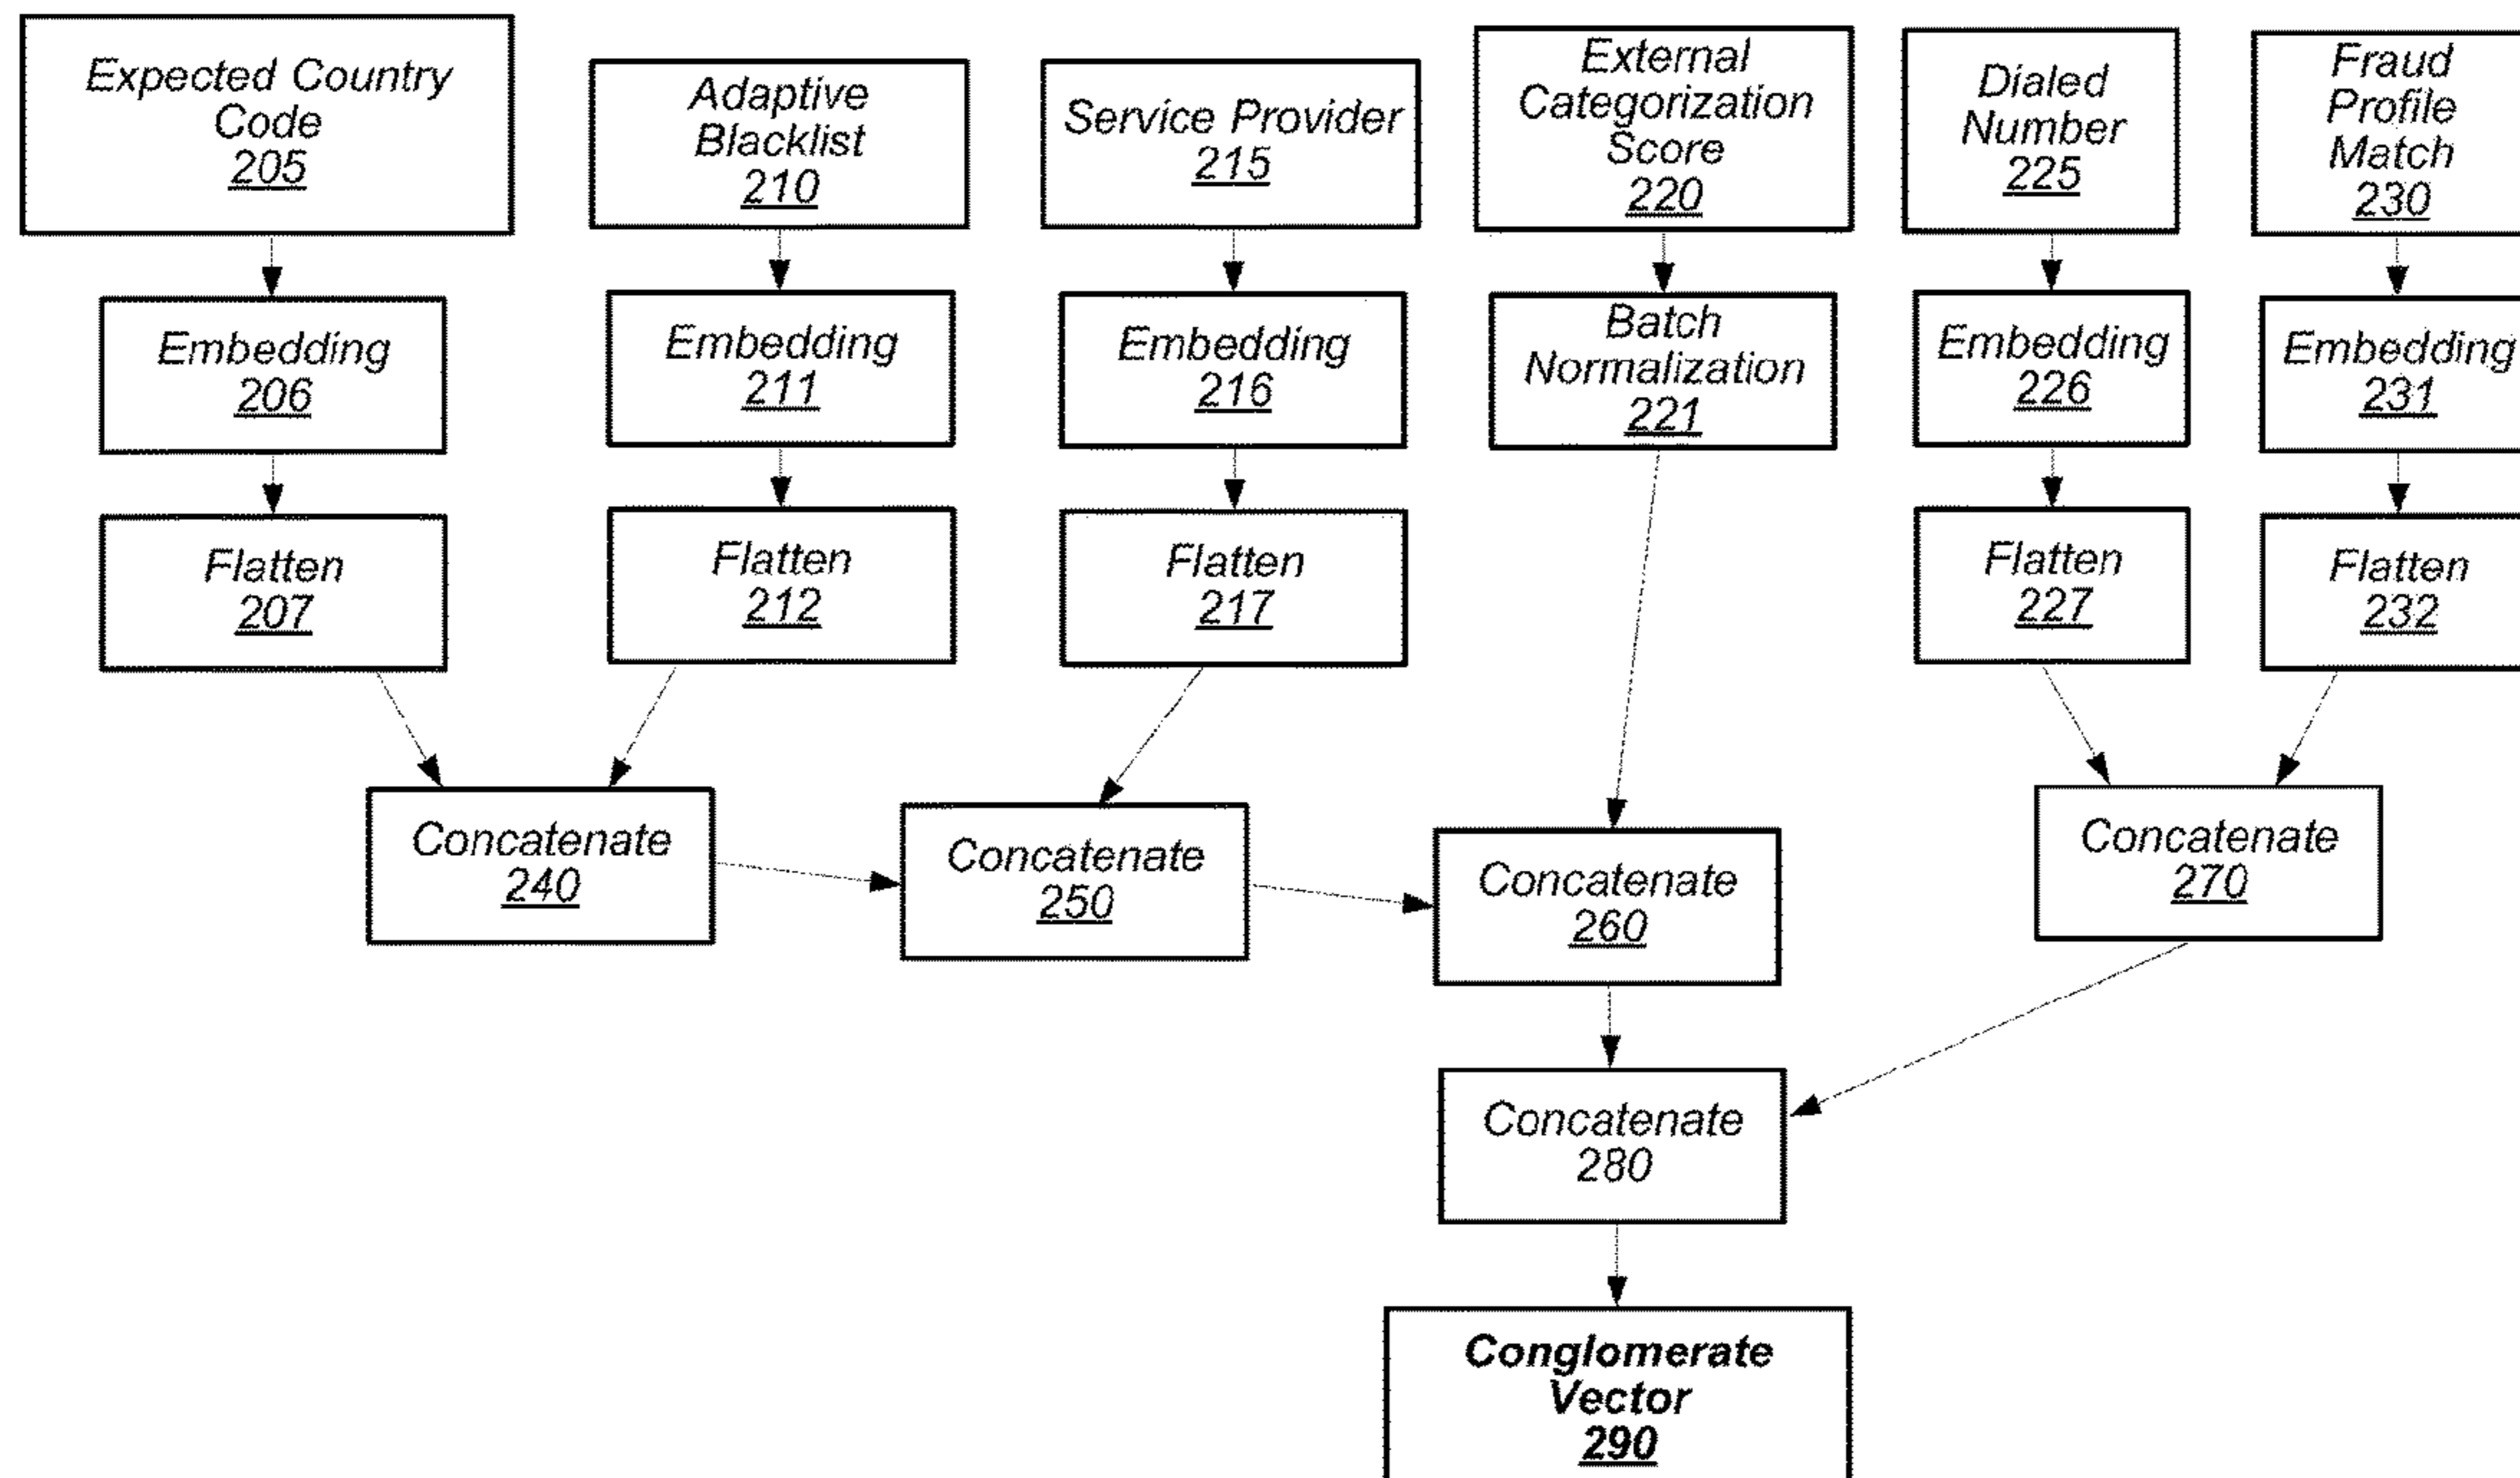 Expected Country
Code
205
Adaptive
Blacklist
210
Service Provider
215
External
Categorization
Score
220
Dialed
Number
225
Fraud
Profile
Match
230
Embedding
206
Embedding
211
Embedding
216
Batch
Normalization
221
Embedding
226
Embedding
231
Flatten
207
Flatten
212
Flatten
217
Flatten
227
Flatten
232
Concatenate
240
Concatenate
250
Concatenate
260
Concatenate
270
Concatenate
280
Conglomerate
Vector
290